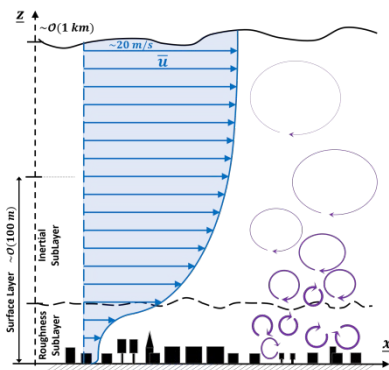 z
~𝒪(1 km)
~20 m/s
u̅
Surface Layer ~𝒪(100 m)
Inertial
SubLayer
Roughness
SubLayer
x